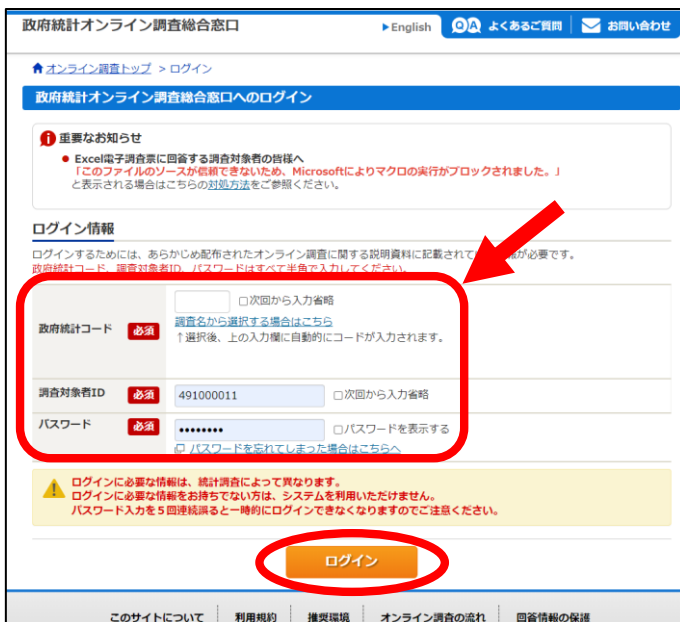 政府統計オンライン調査総合窓口
▶English QA よくあるご質問 お問い合わせ
オンライン調査トップ > ログイン
政府統計オンライン調査総合窓口へのログイン
重要なお知らせ
● Excel電子調査票に回答する調査対象者の皆様へ
「このファイルのソースが信頼できないため、Microsoftによりマクロの実行がブロックされました。」
と表示される場合はこちらの対処方法をご参照ください。
ログイン情報
ログインするためには、あらかじめ配布されたオンライン調査に関する説明資料に記載されて が必要です。
政府統計コード、調査対象者ID、パスワードはすべて半角で入力してください。
□次回から入力省略
政府統計コード 必須 調査名から選択する場合はこちら
↑選択後、上の入力欄に自動的にコードが入力されます。
調査対象者ID 必須 491000011 □次回から入力省略
パスワード 必須 •••••••• □パスワードを表示する
パスワードを忘れてしまった場合はこちらへ
ログインに必要な情報は、統計調査によって異なります。
ログインに必要な情報をお持ちでない方は、システムを利用いただけません。
パスワード入力を5回連続誤ると一時的にログインできなくなりますのでご注意ください。
ログイン
このサイトについて 利用規約 推奨環境 オンライン調査の流れ 回答情報の保護